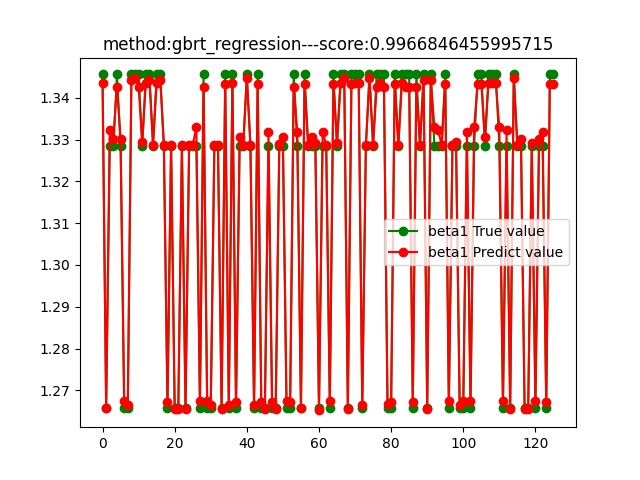 method:gbrt_regression---score:0.9966846455995715
1.34
1.33
1.32
1.31
1.30
1.29
1.28
1.27
beta1 True value
beta1 Predict value
0 20 40 60 80 100 120